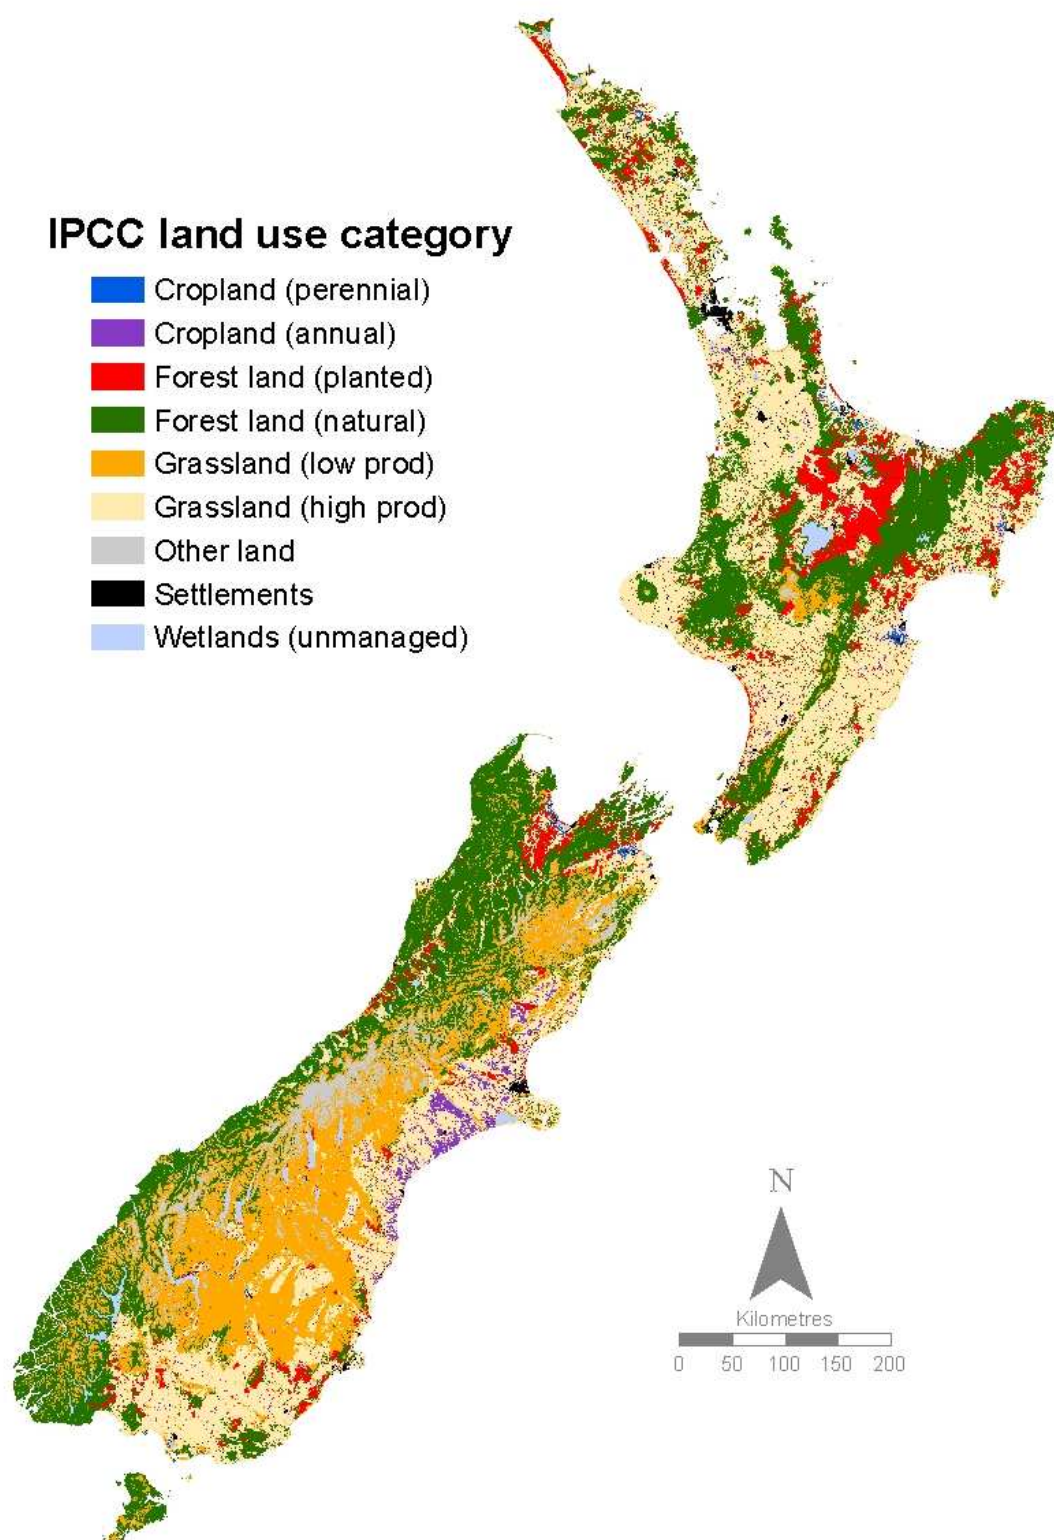 IPCC land use category
Cropland (perennial)
Cropland (annual)
Forest land (planted)
Forest land (natural)
Grassland (low prod)
Grassland (high prod)
Other land
Settlements
Wetlands (unmanaged)
N
Kilometres
0 50 100 150 200